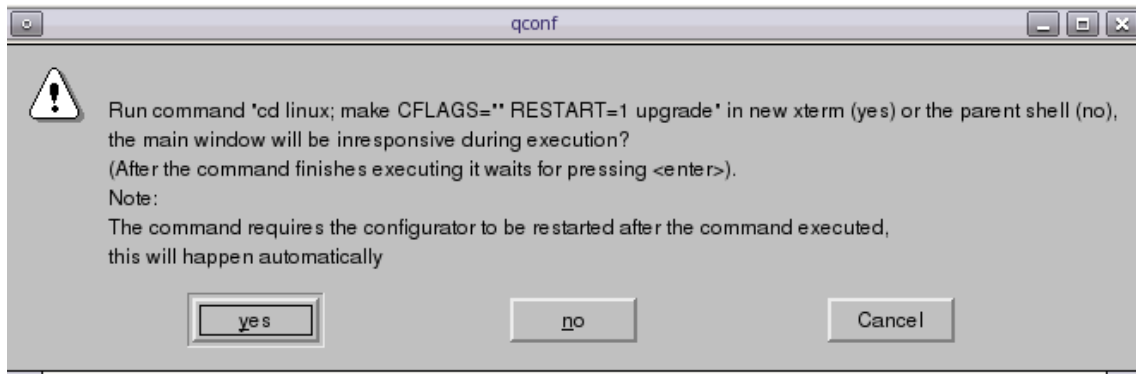 qconf
Run command "cd linux; make CFLAGS="" RESTART=1 upgrade" in new xterm (yes) or the parent shell (no),
the main window will be inresponsive during execution?
(After the command finishes executing it waits for pressing <enter>).
Note:
The command requires the configurator to be restarted after the command executed,
this will happen automatically
yes
no
Cancel